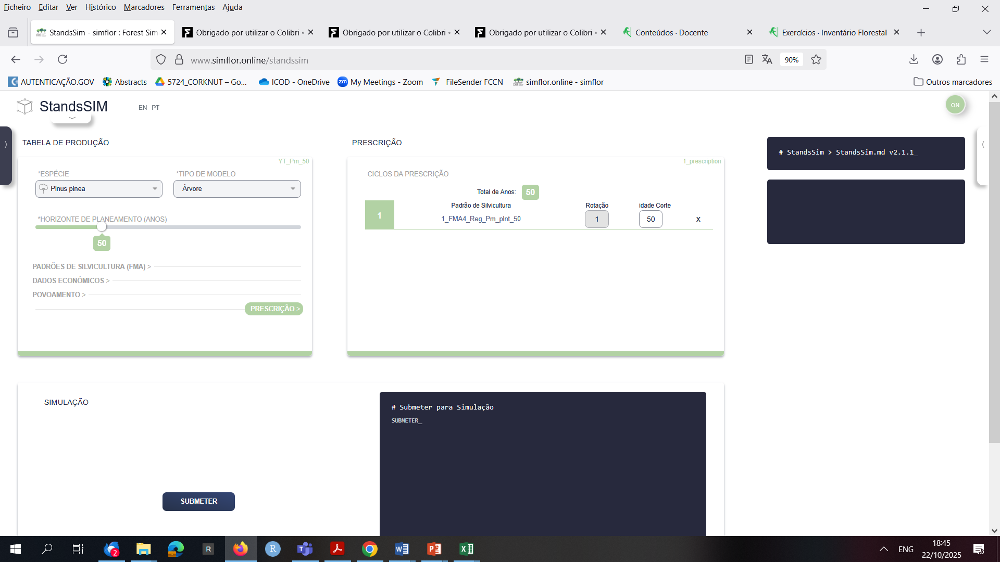 Ficheiro Editar Ver Histórico Marcadores Ferramentas Ajuda
StandsSim - simflor : Forest Sim
Obrigado por utilizar o Colibri •
Obrigado por utilizar o Colibri •
Obrigado por utilizar o Colibri •
Conteúdos · Docente
Exercícios · Inventário Florestal
www.simflor.online/standssim
90%
AUTENTICAÇÃO.GOV
Abstracts
5724_CORKNUT – Go...
ICOD - OneDrive
zm My Meetings - Zoom
FileSender FCCN
simflor.online - simflor
Outros marcadores
StandsSIM
EN PT
ON
TABELA DE PRODUÇÃO
YT_Pm_50
*ESPÉCIE
*TIPO DE MODELO
Pinus pinea
Árvore
*HORIZONTE DE PLANEAMENTO (ANOS)
50
PADRÕES DE SILVICULTURA (FMA) >
DADOS ECONÓMICOS >
POVOAMENTO >
PRESCRIÇÃO >
PRESCRIÇÃO
1_prescription
CICLOS DA PRESCRIÇÃO
Total de Anos: 50
Padrão de Silvicultura
Rotação
idade Corte
1
1_FMA4_Reg_Pm_pInt_50
1
50
X
# StandsSim > StandsSim.md v2.1.1_
SIMULAÇÃO
SUBMETER
# Submeter para Simulação
SUBMETER_
2
R
R
ENG
18:45
22/10/2025